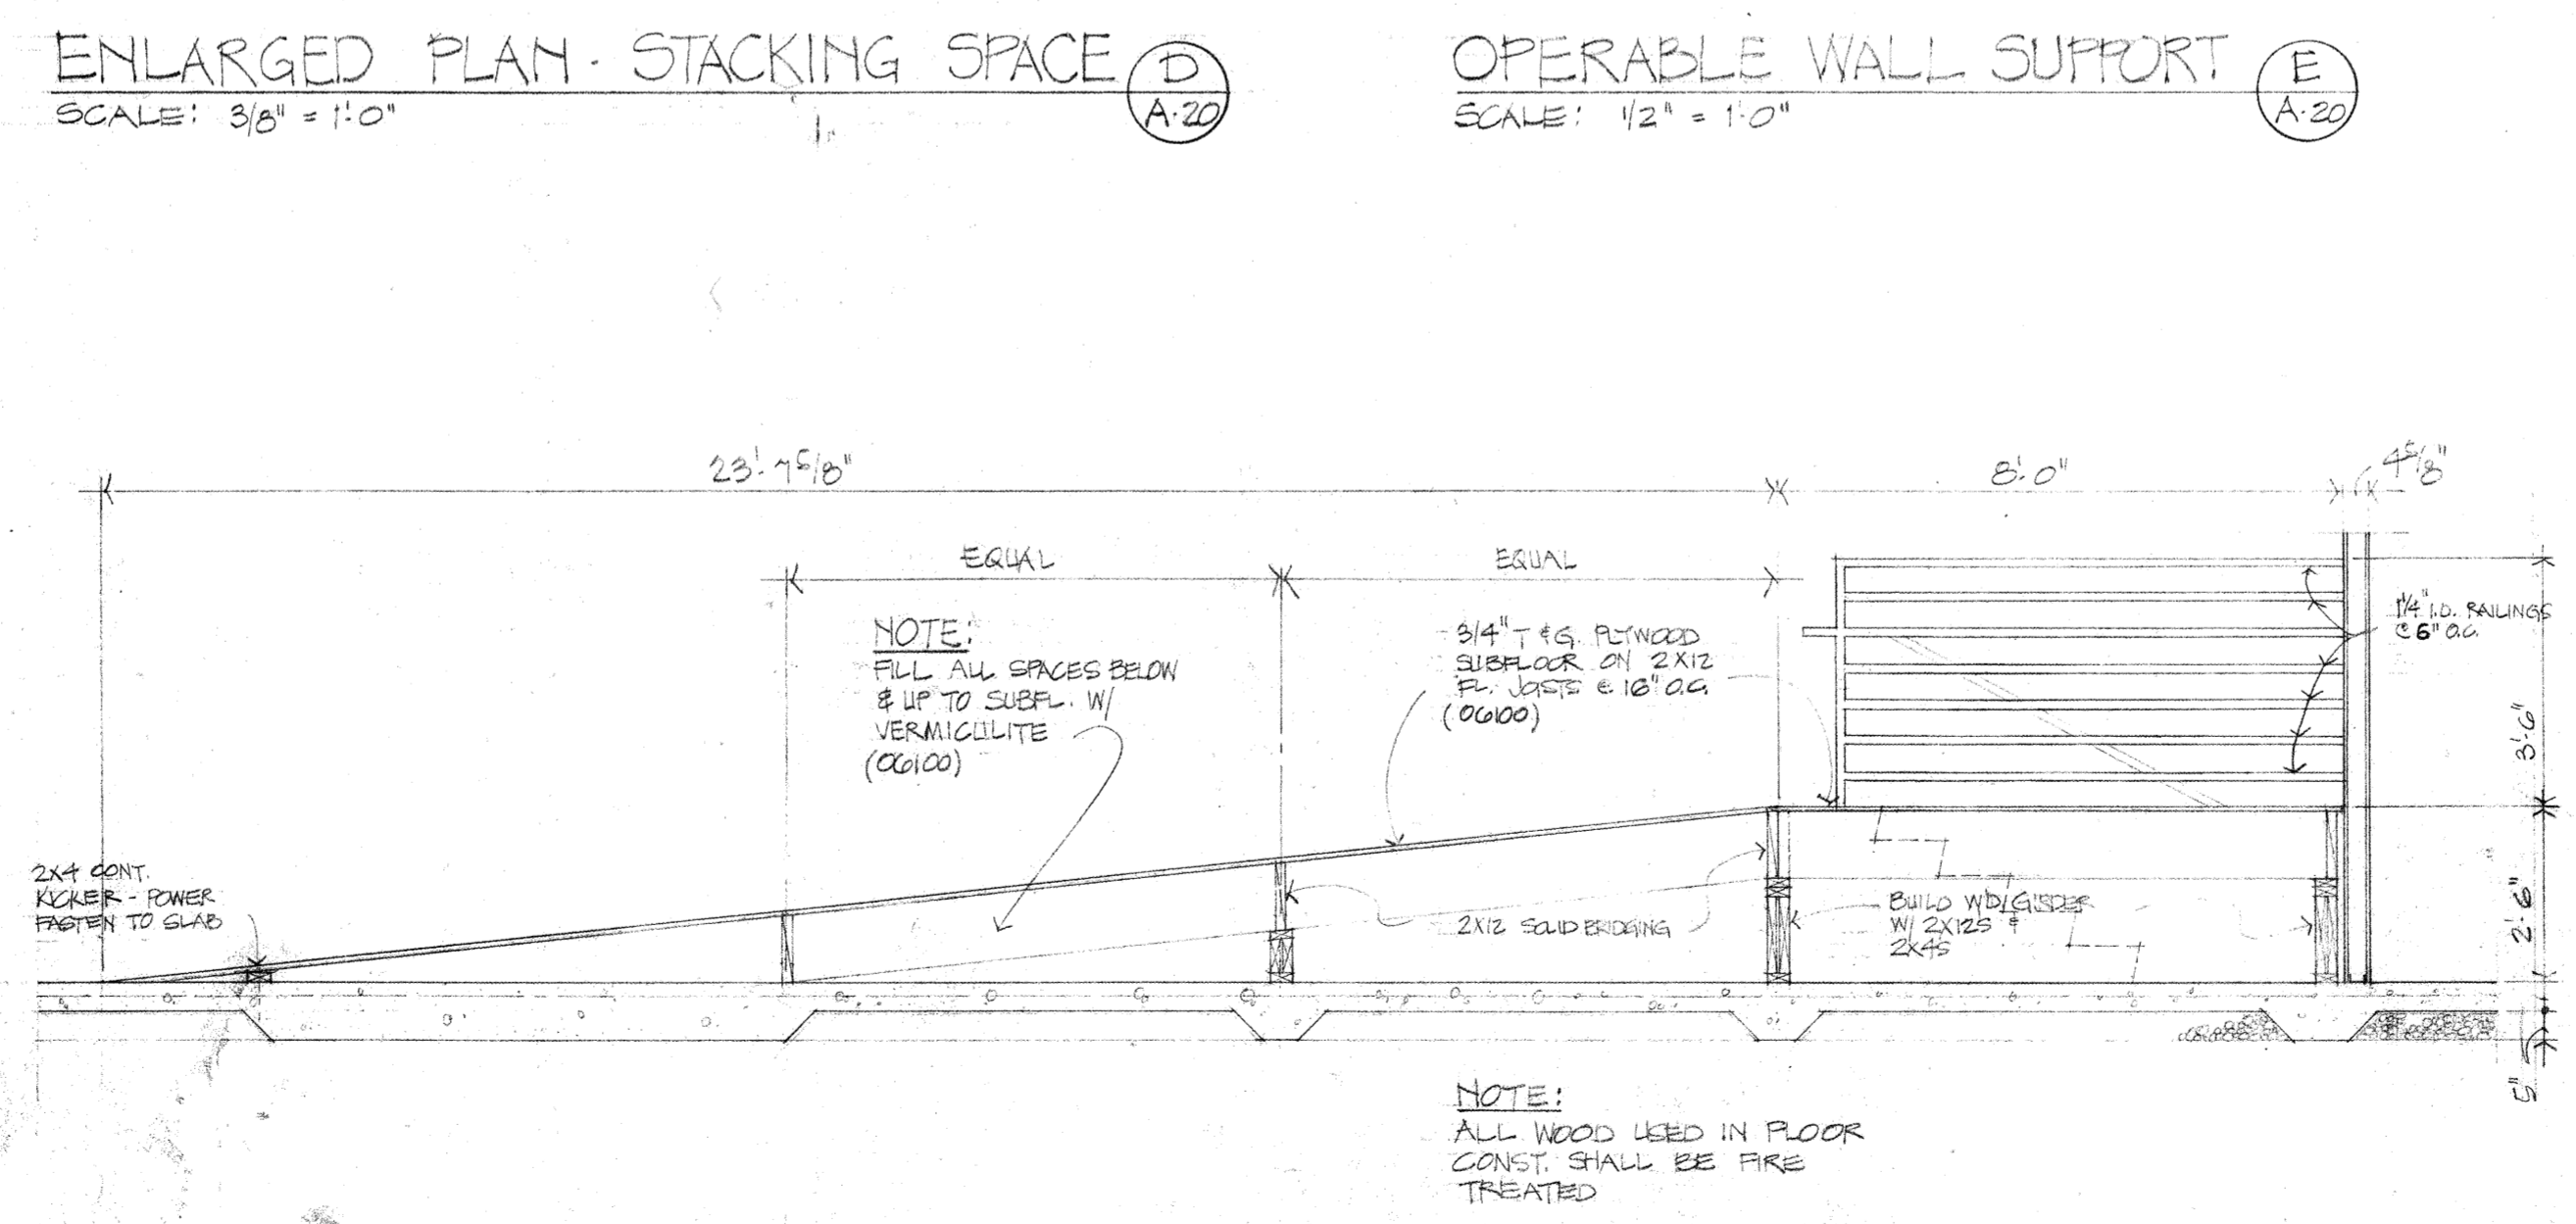 ENLARGED PLAN - STACKING SPACE
D
A·20
SCALE: 3/8" = 1'-0"
OPERABLE WALL SUPPORT
E
A·20
SCALE: 1/2" = 1'-0"
23'-7 5/8"
8'-0"
4 5/8"
EQUAL
EQUAL
NOTE:
FILL ALL SPACES BELOW
& UP TO SUBFL. W/
VERMICULITE
(06100)
3/4" T & G. PLYWOOD
SUBFLOOR ON 2X12
FL. JOISTS @ 16" O.C.
(06100)
1 1/4" I.D. RAILINGS
@ 6" O.C.
3'-6"
2X4 CONT.
KICKER - POWER
FASTEN TO SLAB
2X12 SOLID BRIDGING
BUILD WD. GIRDER
W/ 2X12S &
2X4S
2'-6"
5"
NOTE:
ALL WOOD USED IN FLOOR
CONST. SHALL BE FIRE
TREATED